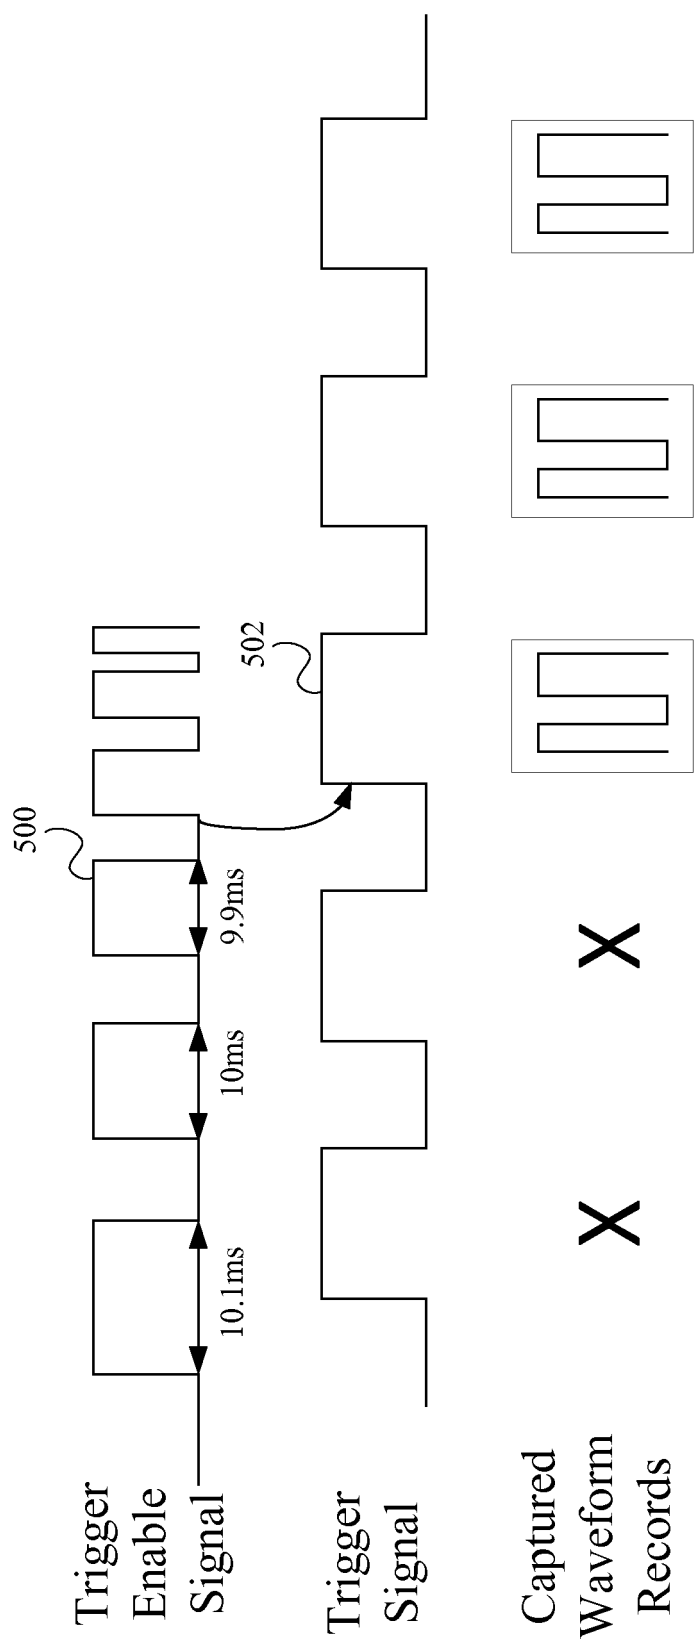 Trigger
Enable
Signal
500
10.1ms
10ms
9.9ms
Trigger
Signal
502
Captured
Waveform
Records
X
X